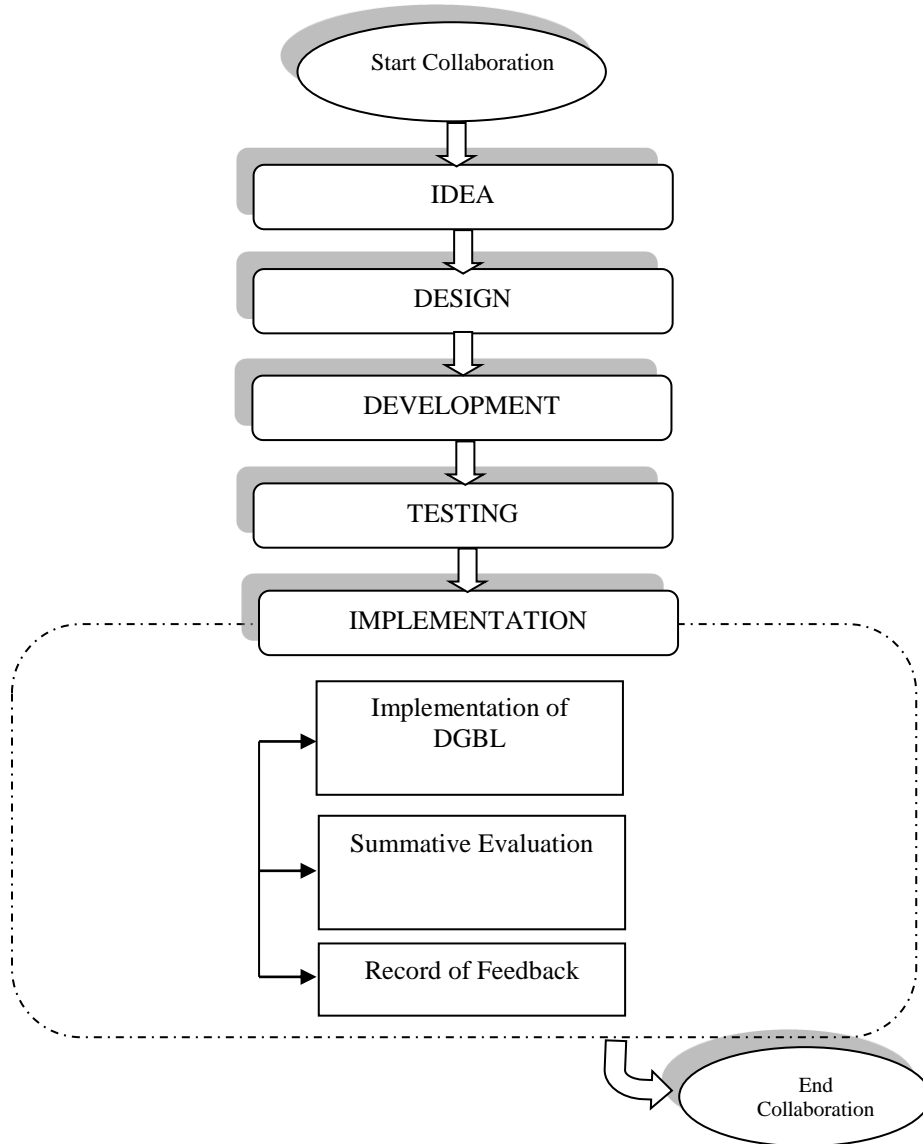 Start Collaboration
IDEA
DESIGN
DEVELOPMENT
TESTING
IMPLEMENTATION
Implementation of
DGBL
Summative Evaluation
Record of Feedback
End
Collaboration